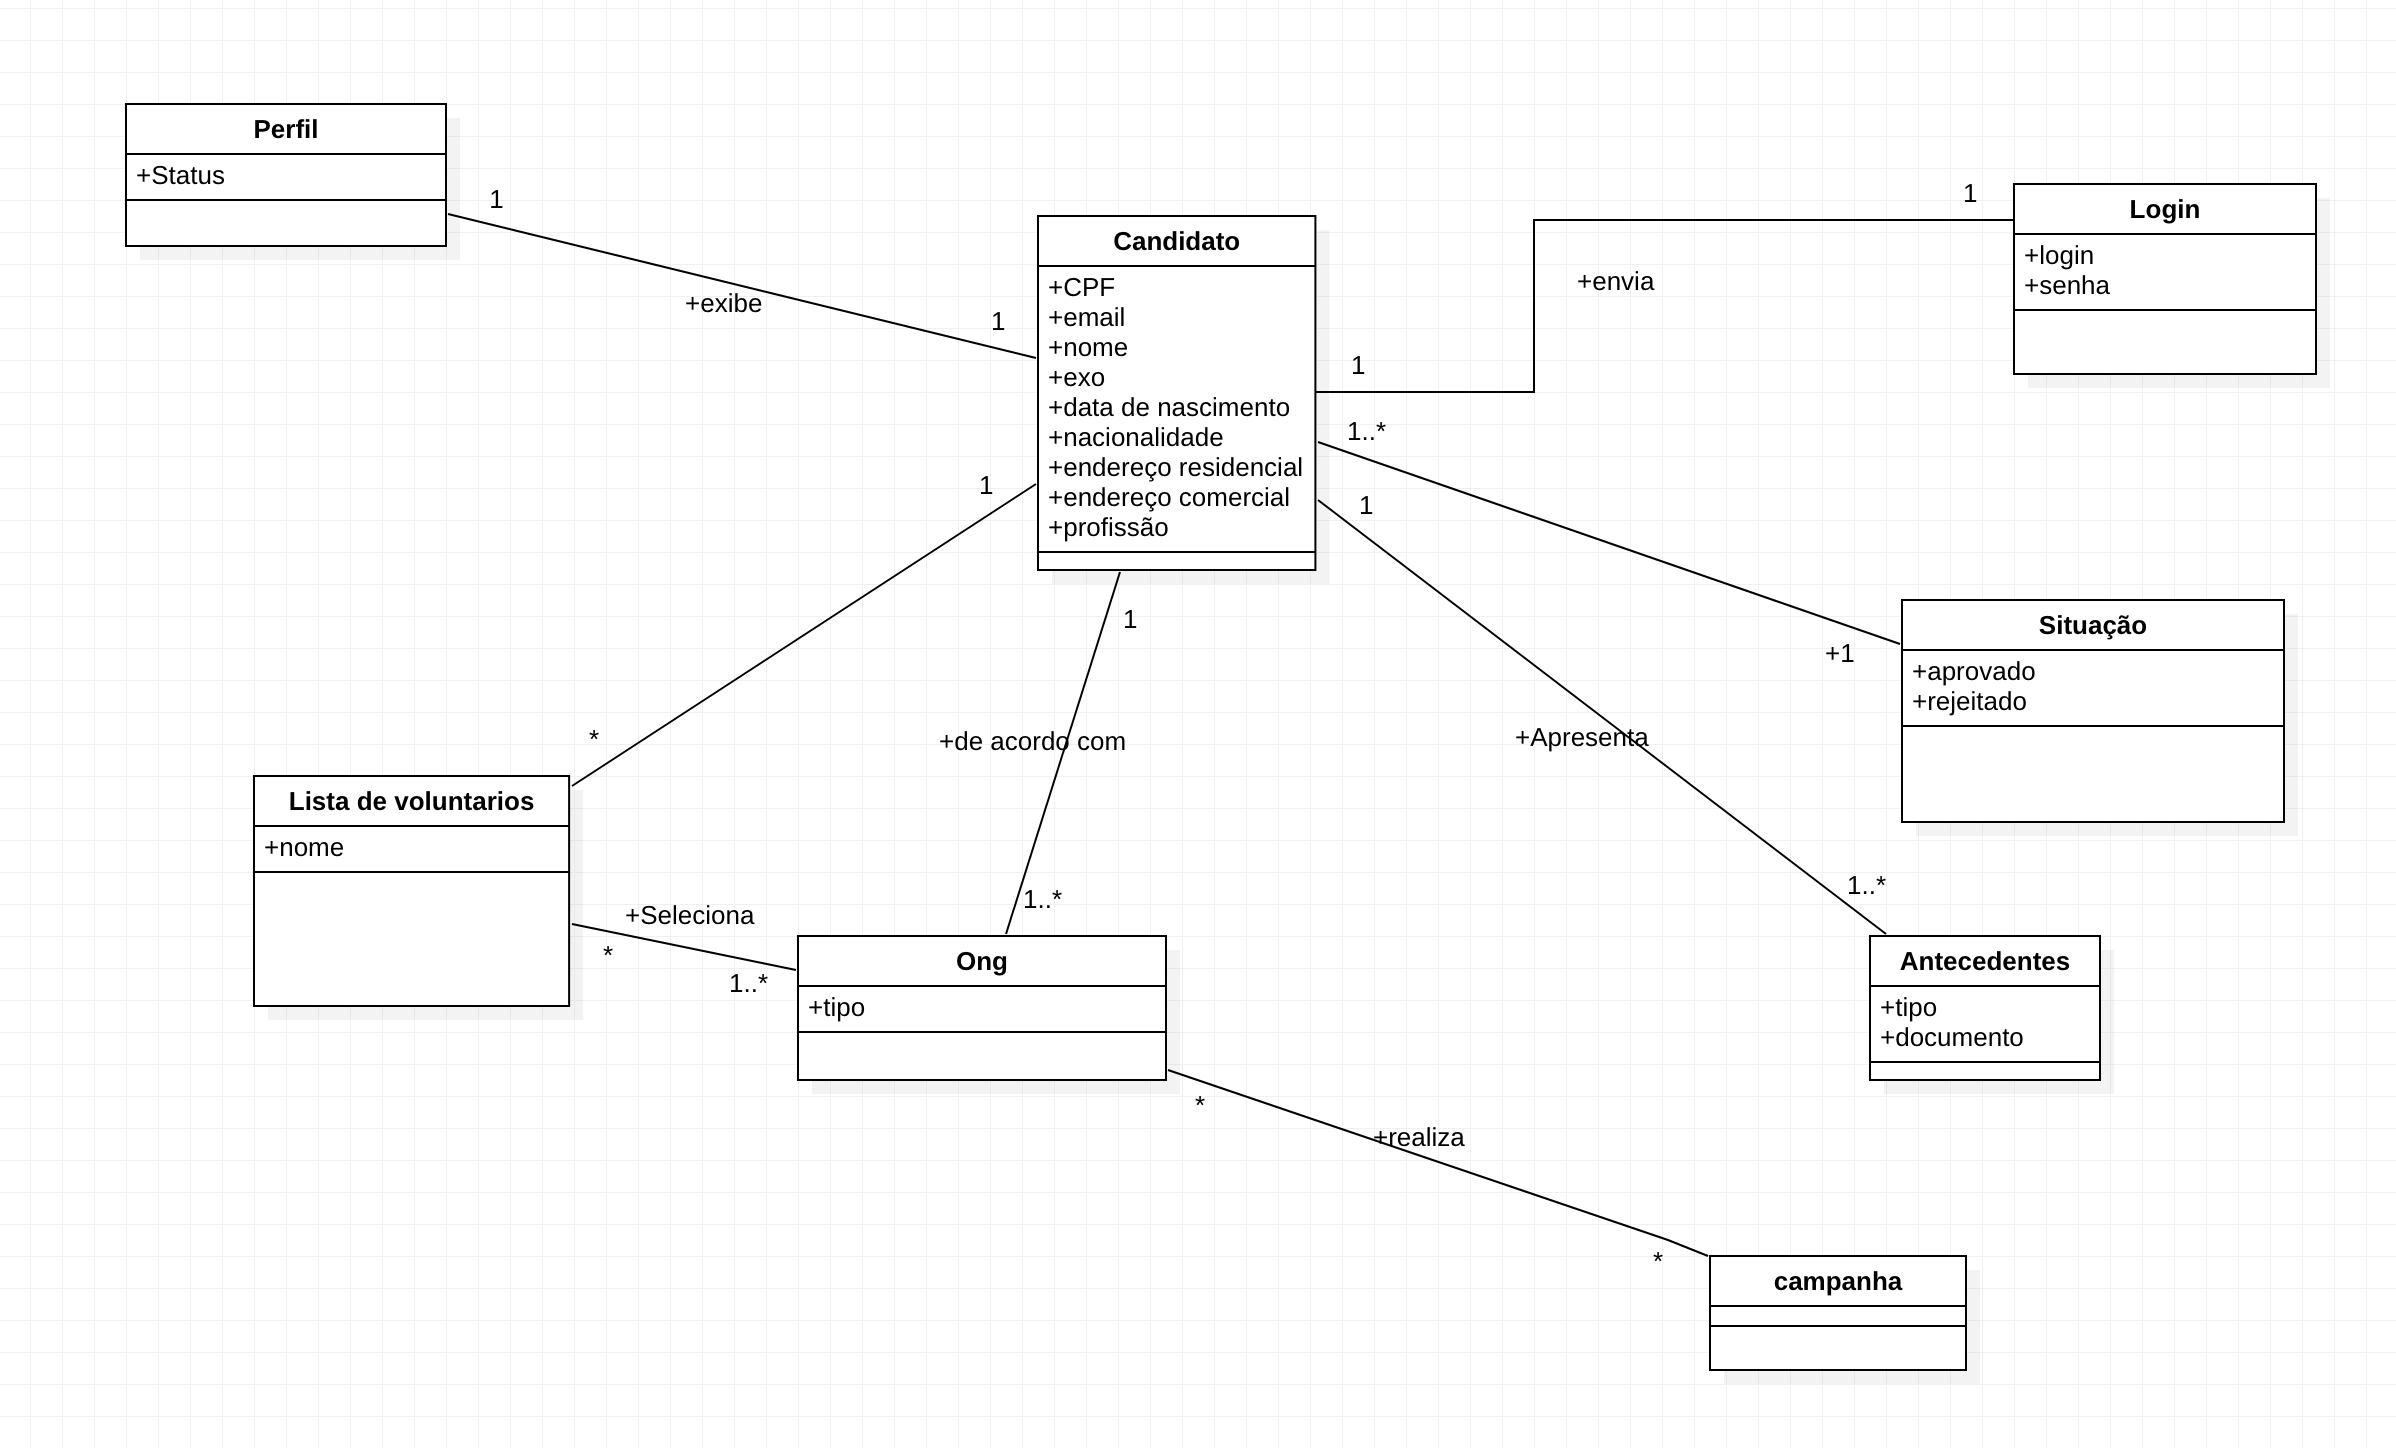 Perfil
+Status
1
+exibe
1
Candidato
+CPF
+email
+nome
+exo
+data de nascimento
+nacionalidade
+endereço residencial
+endereço comercial
+profissão
1
+envia
1
Login
+login
+senha
1..*
+1
Situação
+aprovado
+rejeitado
1
+Apresenta
1..*
Antecedentes
+tipo
+documento
1
*
Lista de voluntarios
+nome
1
+de acordo com
1..*
+Seleciona
*
1..*
Ong
+tipo
*
+realiza
*
campanha